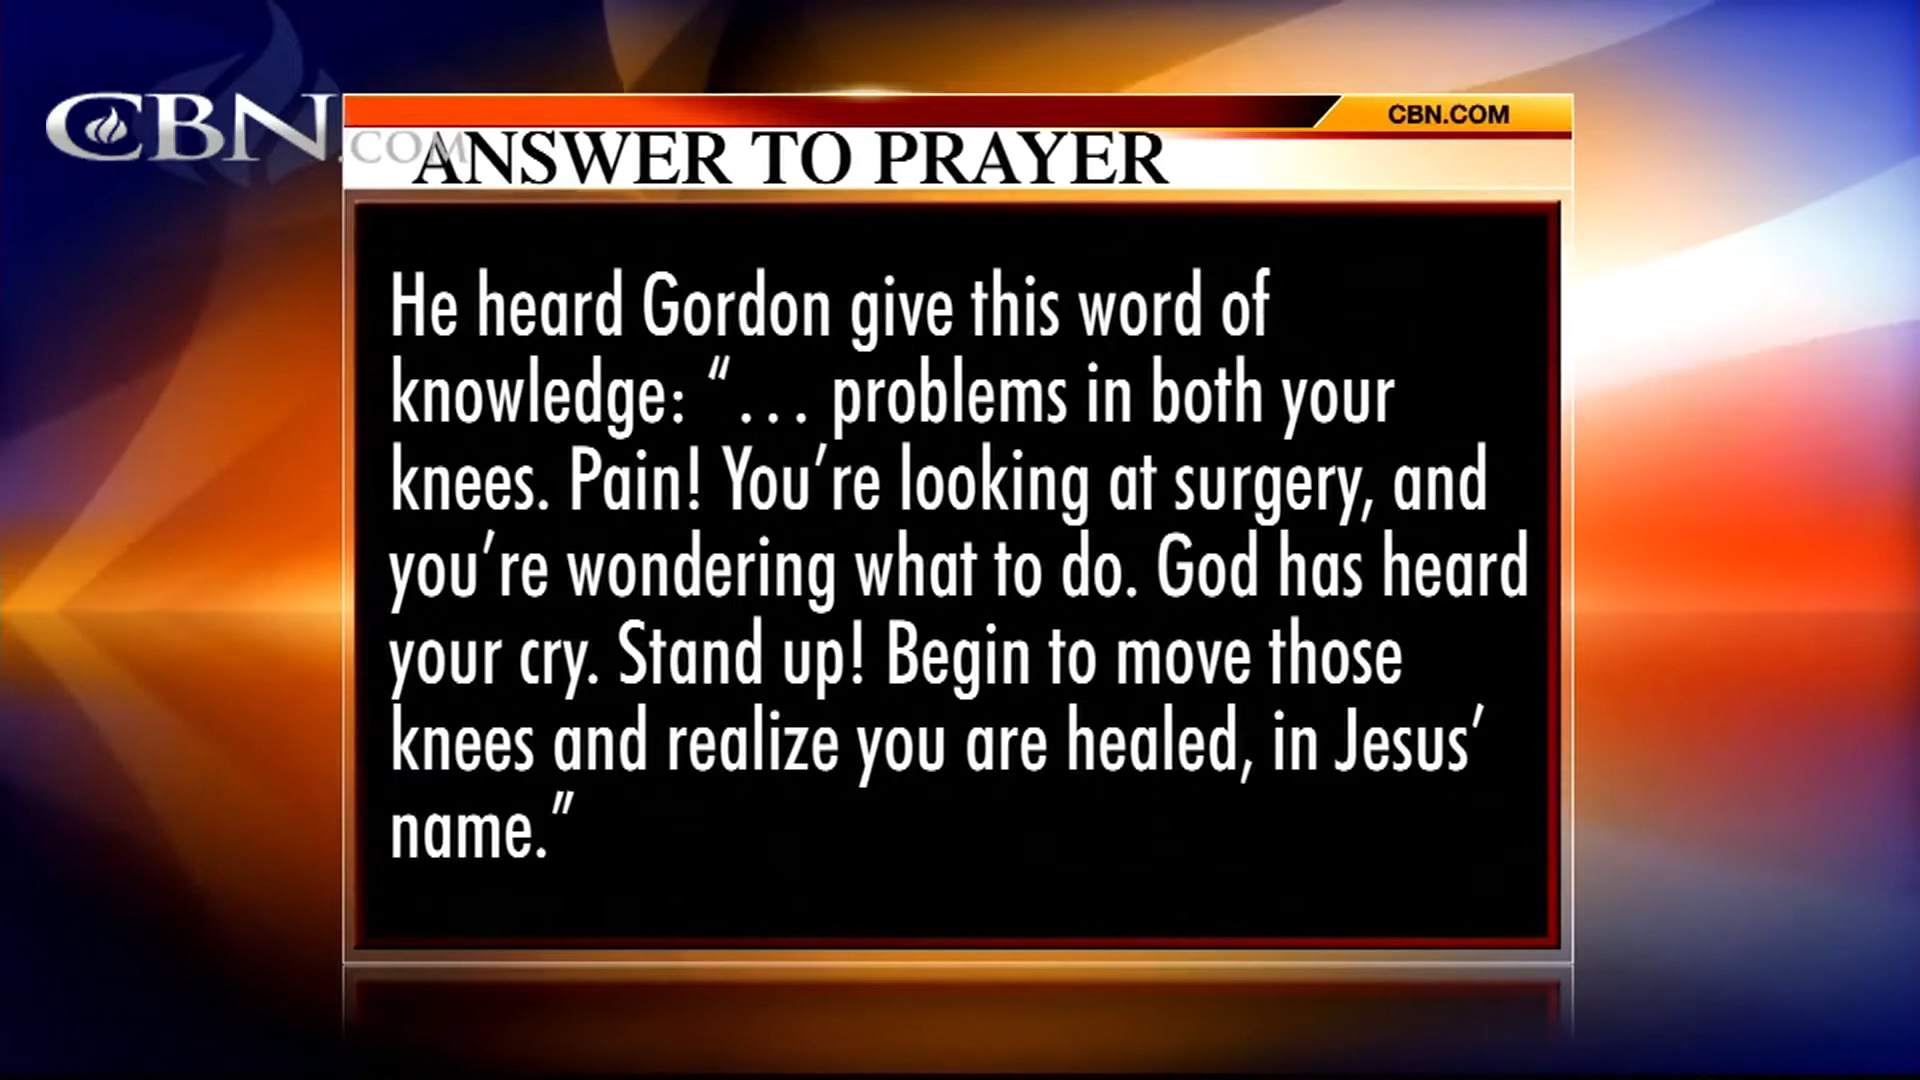 CBN.COM
CBN.COM
ANSWER TO PRAYER
He heard Gordon give this word of
knowledge: “… problems in both your
knees. Pain! You’re looking at surgery, and
you’re wondering what to do. God has heard
your cry. Stand up! Begin to move those
knees and realize you are healed, in Jesus’
name.”